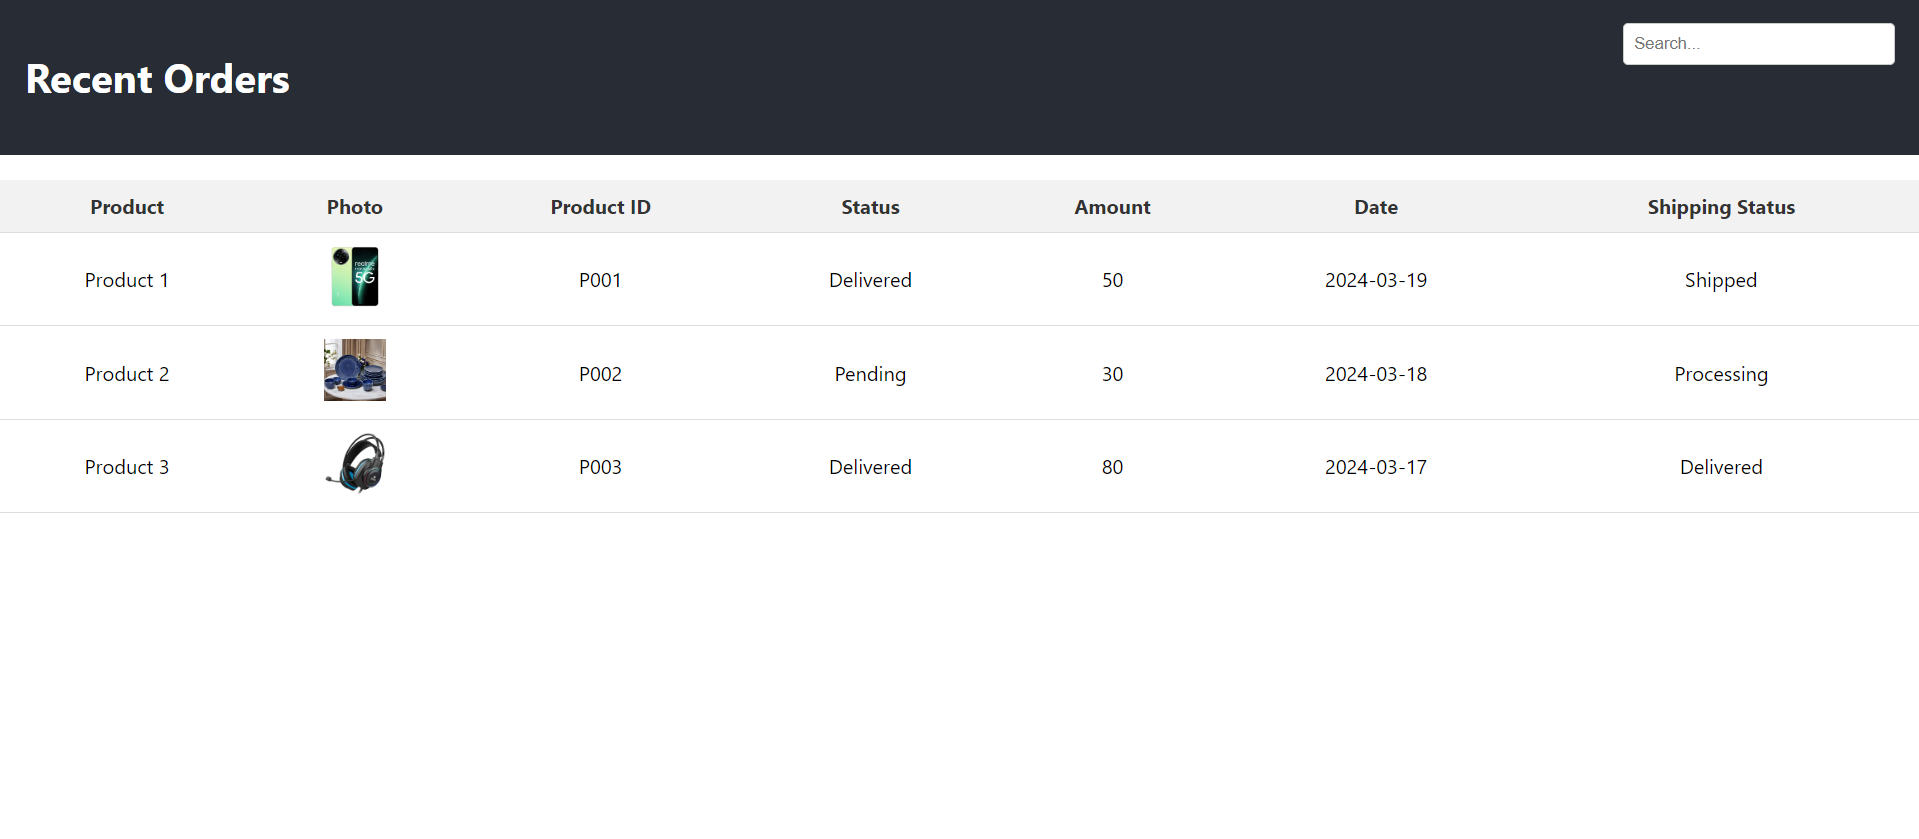 Search...
Recent Orders
Product Photo Product ID Status Amount Date Shipping Status
realme
5G
Product 1 P001 Delivered 50 2024-03-19 Shipped
Product 2 P002 Pending 30 2024-03-18 Processing
Product 3 P003 Delivered 80 2024-03-17 Delivered